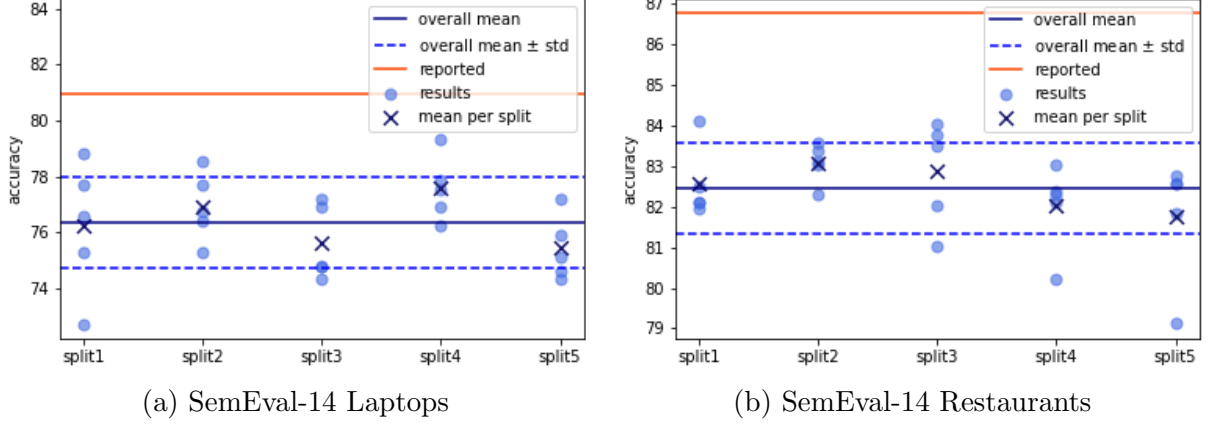 84
82
80
78
76
74
accuracy
overall mean
overall mean ± std
reported
results
mean per split
split1 split2 split3 split4 split5
(a) SemEval-14 Laptops
87
86
85
84
83
82
81
80
79
accuracy
overall mean
overall mean ± std
reported
results
mean per split
split1 split2 split3 split4 split5
(b) SemEval-14 Restaurants